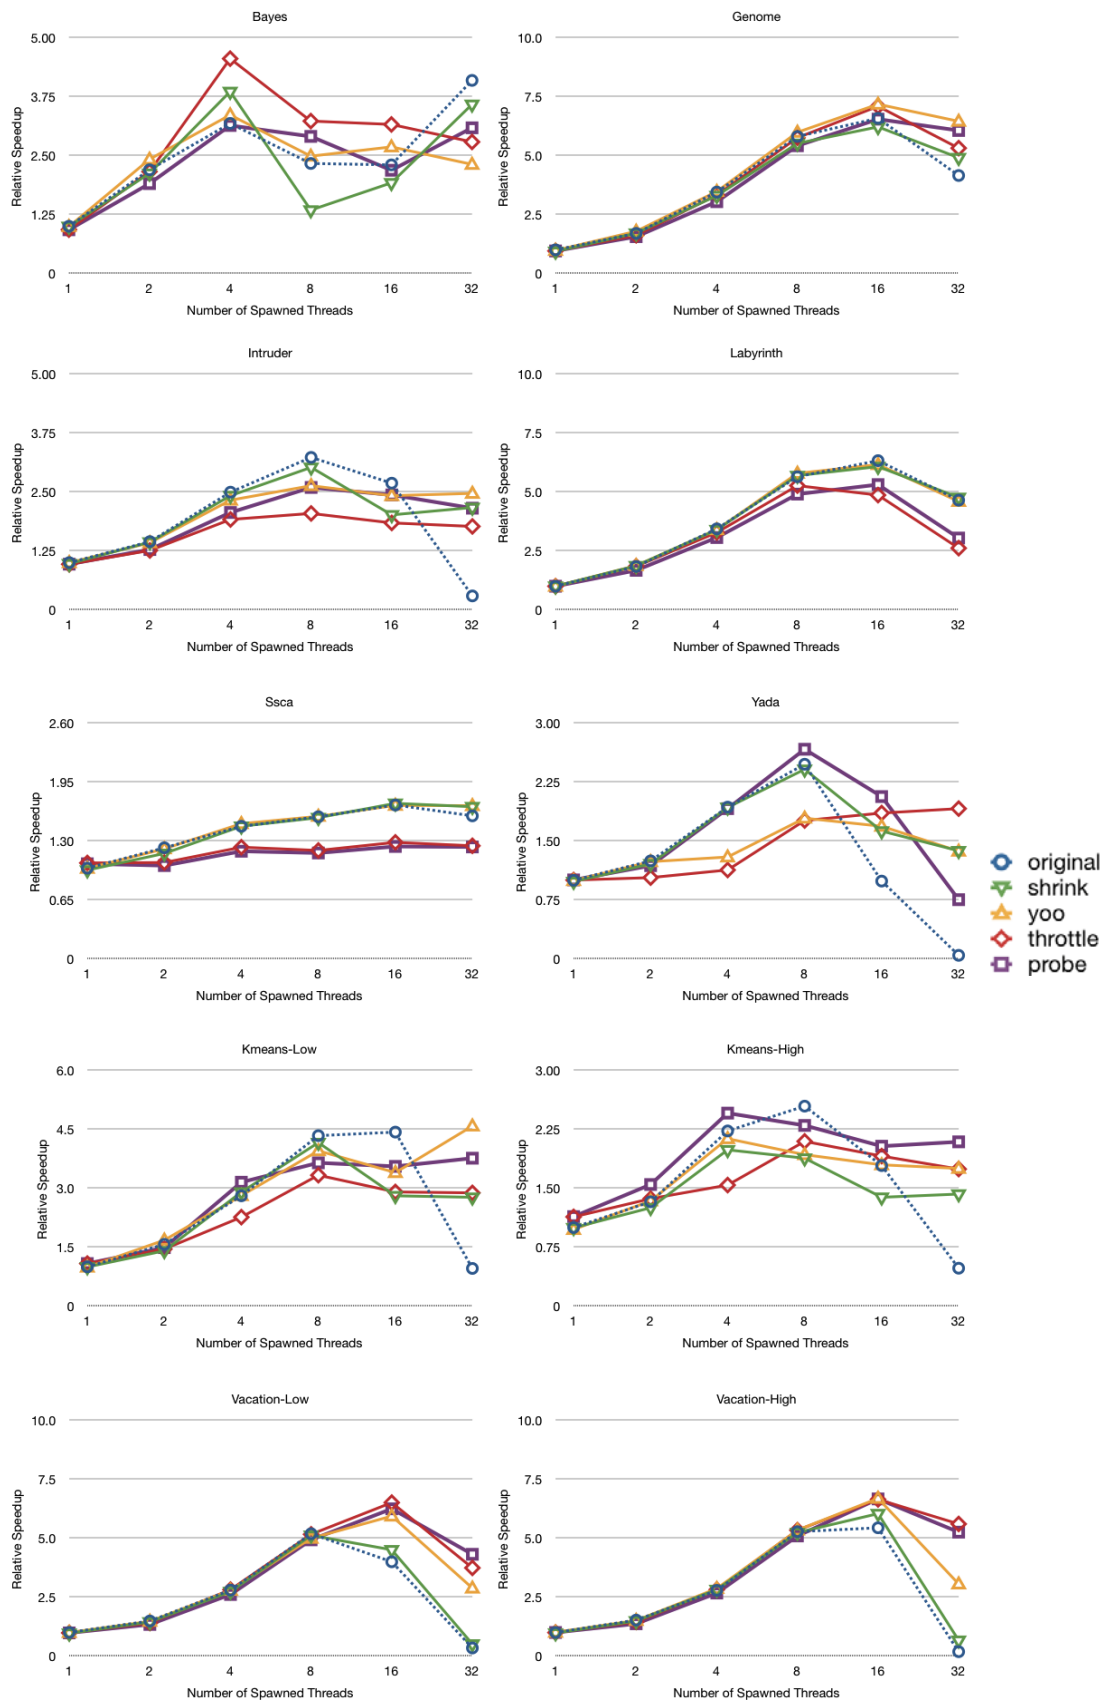 Bayes
5.00
3.75
2.50
1.25
0
Relative Speedup
1 2 4 8 16 32
Number of Spawned Threads
Genome
10.0
7.5
5.0
2.5
0
Relative Speedup
1 2 4 8 16 32
Number of Spawned Threads
Intruder
5.00
3.75
2.50
1.25
0
Relative Speedup
1 2 4 8 16 32
Number of Spawned Threads
Labyrinth
10.0
7.5
5.0
2.5
0
Relative Speedup
1 2 4 8 16 32
Number of Spawned Threads
Ssca
2.60
1.95
1.30
0.65
0
Relative Speedup
1 2 4 8 16 32
Number of Spawned Threads
Yada
3.00
2.25
1.50
0.75
0
Relative Speedup
1 2 4 8 16 32
Number of Spawned Threads
original
shrink
yoo
throttle
probe
Kmeans-Low
6.0
4.5
3.0
1.5
0
Relative Speedup
1 2 4 8 16 32
Number of Spawned Threads
Kmeans-High
3.00
2.25
1.50
0.75
0
Relative Speedup
1 2 4 8 16 32
Number of Spawned Threads
Vacation-Low
10.0
7.5
5.0
2.5
0
Relative Speedup
1 2 4 8 16 32
Number of Spawned Threads
Vacation-High
10.0
7.5
5.0
2.5
0
Relative Speedup
1 2 4 8 16 32
Number of Spawned Threads